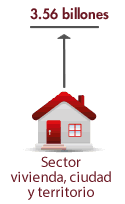 3.56 billones
Sector
vivienda, ciudad
y territorio